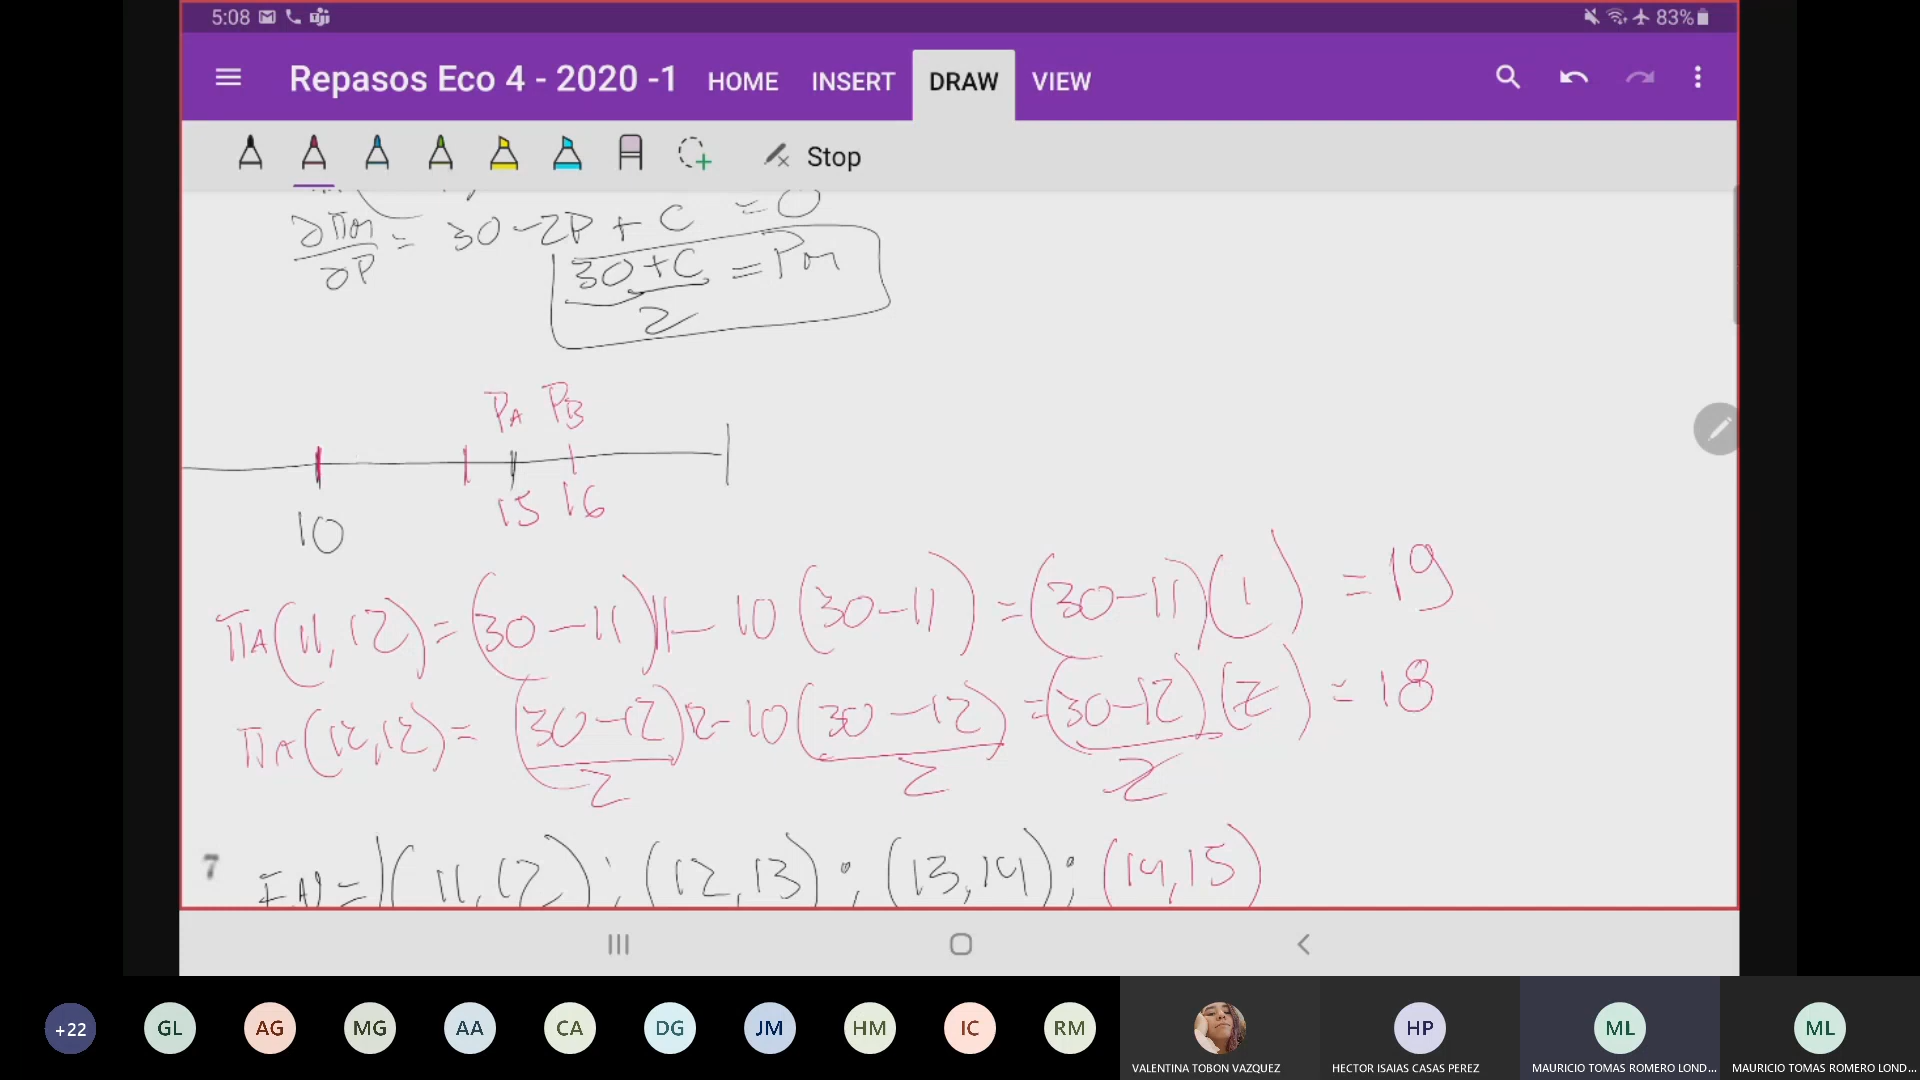 5:08 83%
Repasos Eco 4 - 2020 -1 HOME INSERT DRAW VIEW
Stop
∂Πm/∂P = 30 - 2P + C = 0
(30 + C)/2 = Pm
PA PB
15 16
10
ΠA(11, 12) = (30 - 11)11 - 10(30 - 11) = (30 - 11)(1) = 19
ΠA(12, 12) = (30 - 12)/2 12 - 10(30 - 12)/2 = (30 - 12)/2 (2) = 18
7
(11, 12); (12, 13); (13, 14); (14, 15)
+22 GL AG MG AA CA DG JM HM IC RM HP ML ML
VALENTINA TOBON VAZQUEZ HECTOR ISAIAS CASAS PEREZ MAURICIO TOMAS ROMERO LOND... MAURICIO TOMAS ROMERO LOND...